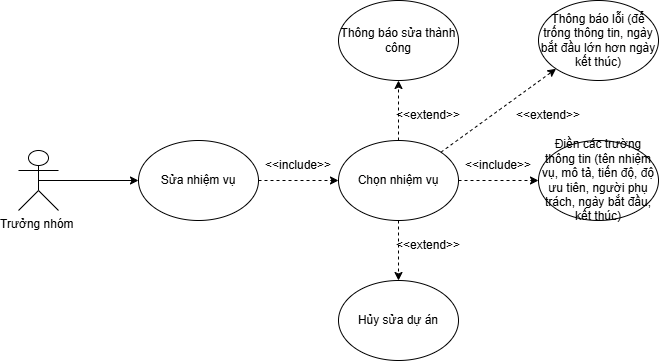 Thông báo sửa thành
công
Thông báo lỗi (để
trống thông tin, ngày
bắt đầu lớn hơn ngày
kết thúc)
<<extend>>
<<extend>>
Trưởng nhóm
Sửa nhiệm vụ
<<include>>
Chọn nhiệm vụ
<<include>>
Điền các trường
thông tin (tên nhiệm
vụ, mô tả, tiến độ, độ
ưu tiên, người phụ
trách, ngày bắt đầu,
kết thúc)
<<extend>>
Hủy sửa dự án